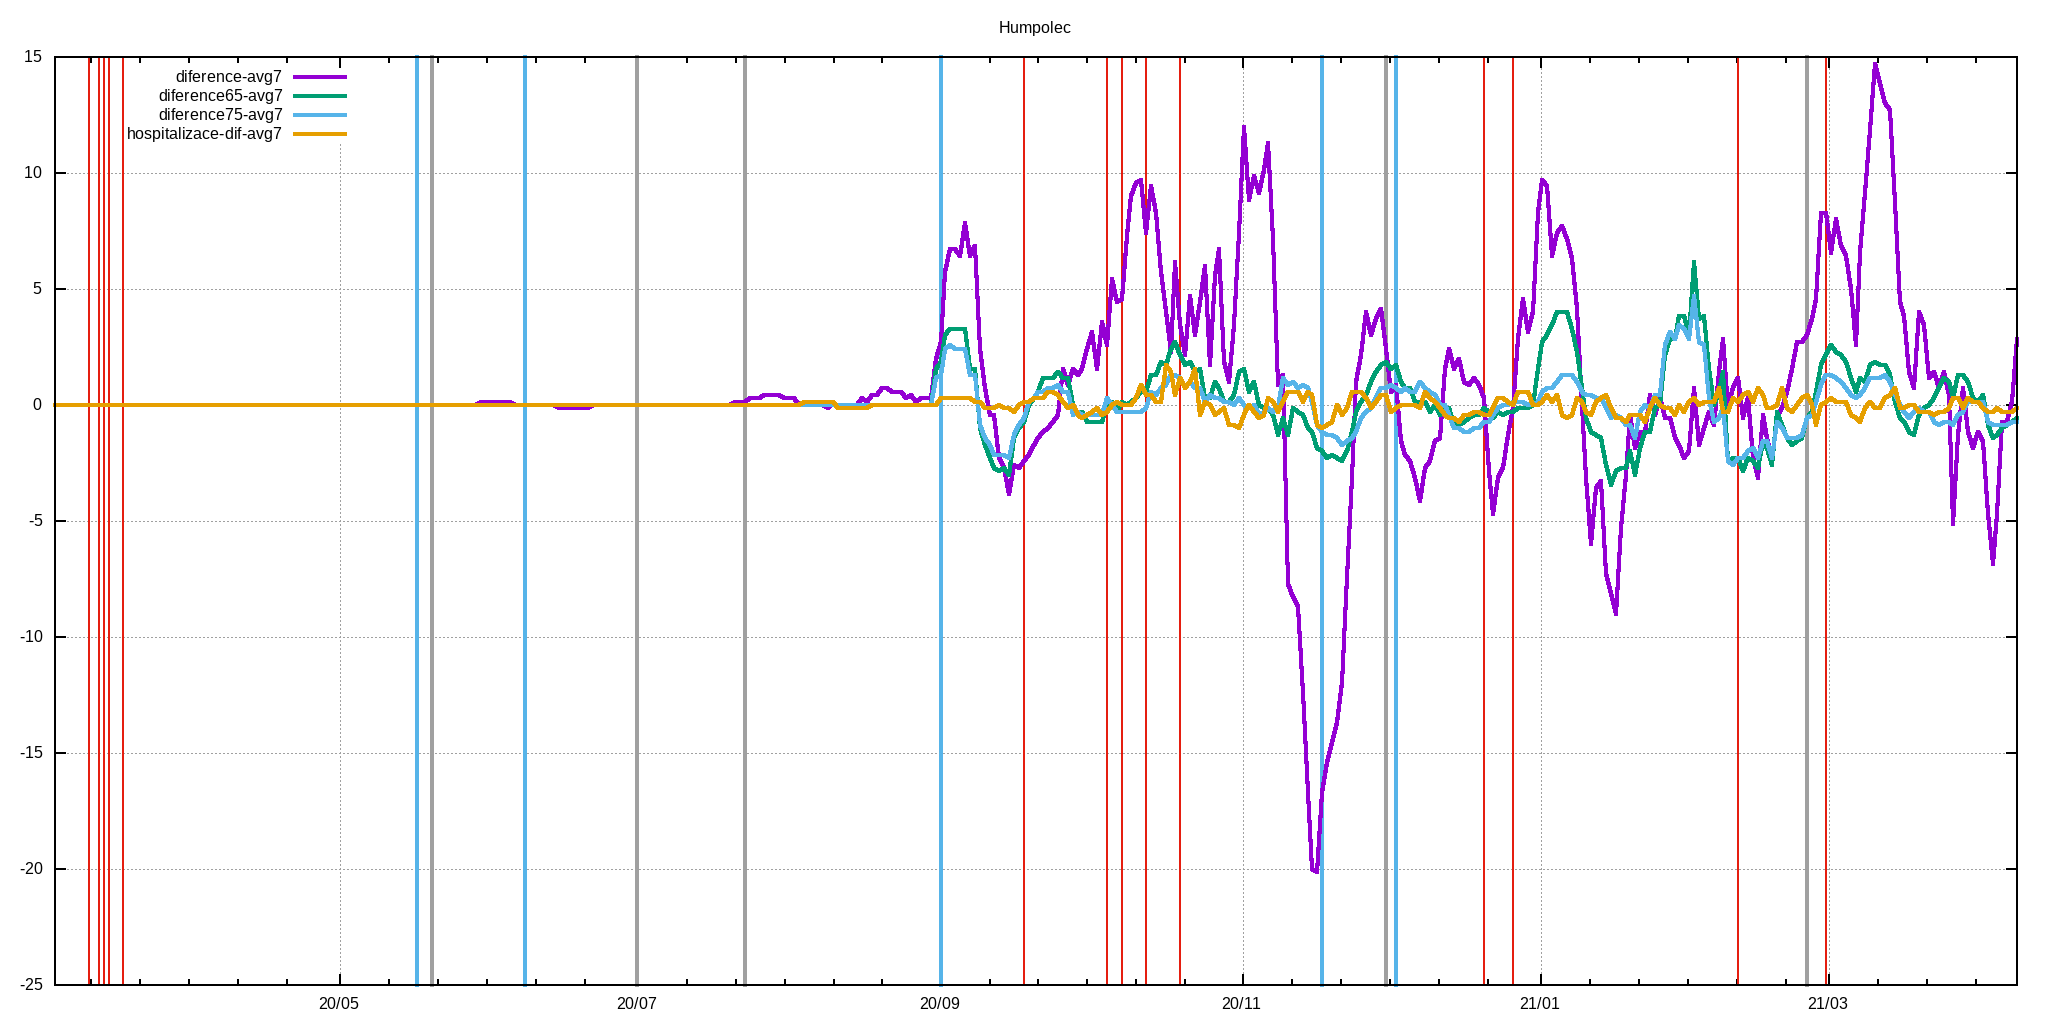 Humpolec
15
diference-avg7
diference65-avg7
diference75-avg7
hospitalizace-dif-avg7
10
5
0
-5
-10
-15
-20
-25
20/05 20/07 20/09 20/11 21/01 21/03